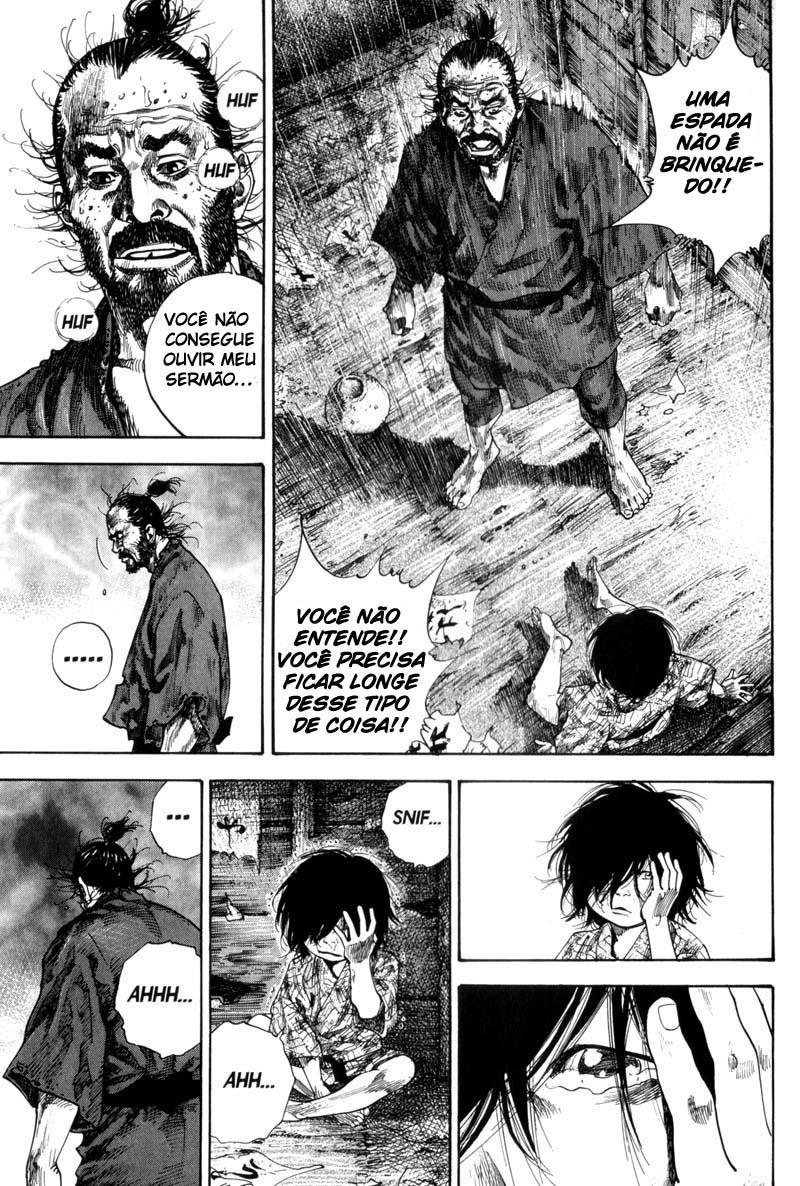 UMA
ESPADA
NÃO É
BRINQUE-
DO!!
VOCÊ NÃO
ENTENDE!!
VOCÊ PRECISA
FICAR LONGE
DESSE TIPO
DE COISA!!
HUF
HUF
HUF
VOCÊ NÃO
CONSEGUE
OUVIR MEU
SERMÃO...
.....
SNIF...
AHH...
...
AHHH...